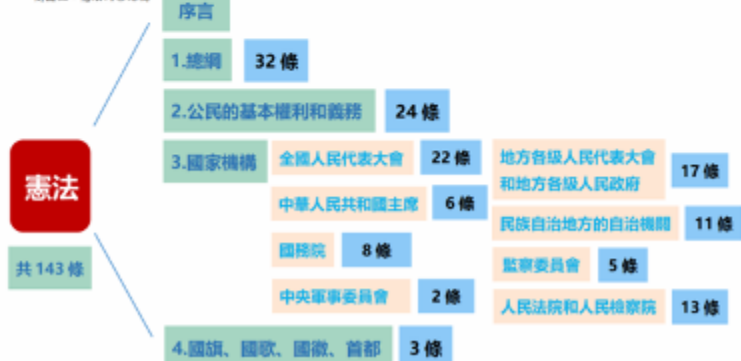 序言
1.總綱 32 條
2.公民的基本權利和義務 24 條
憲法
共 143 條
3.國家機構
全國人民代表大會 22 條
中華人民共和國主席 6 條
國務院 8 條
中央軍事委員會 2 條
地方各级人民代表大會
和地方各级人民政府 17 條
民族自治地方的自治機關 11 條
監察委員會 5 條
人民法院和人民檢察院 13 條
4.國旗、國歌、國徽、首都 3 條